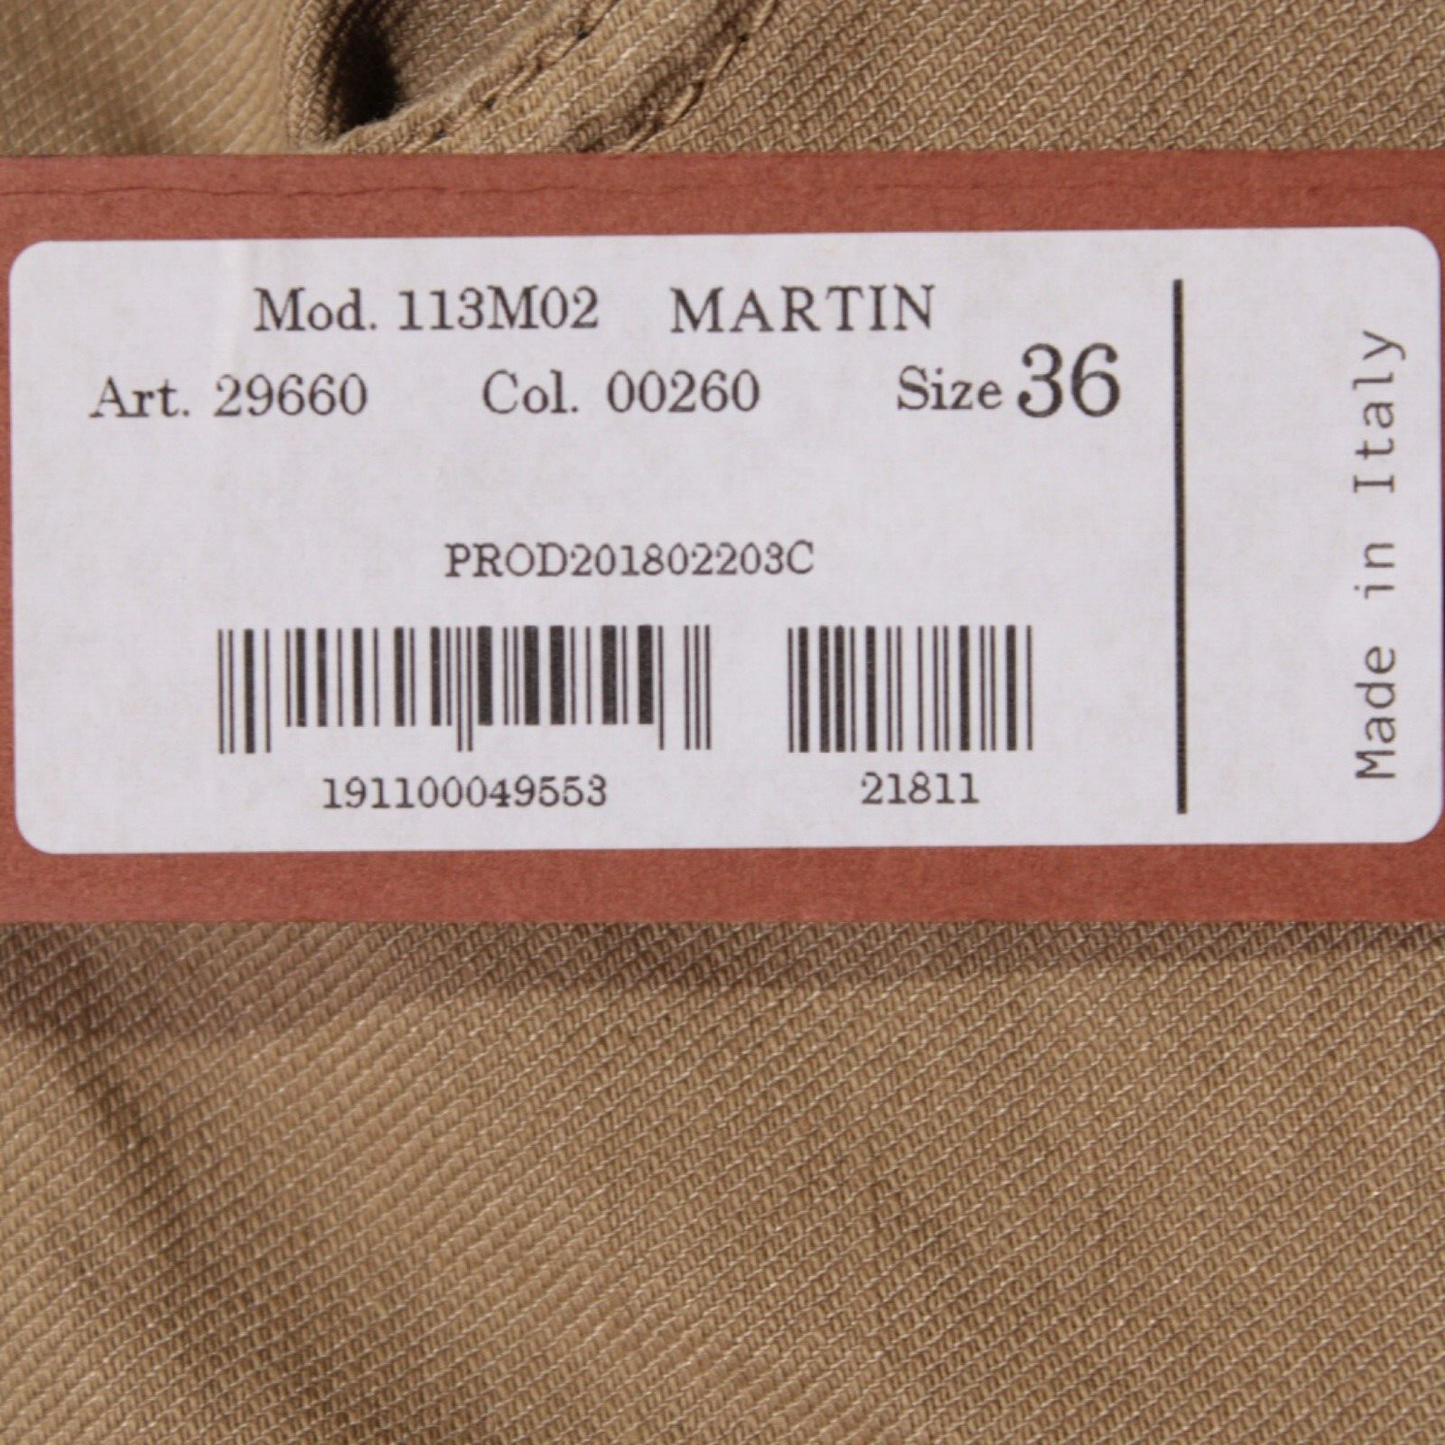 Mod. 113M02 MARTIN
Art. 29660 Col. 00260 Size 36
PROD201802203C
191100049553 21811
Made in Italy